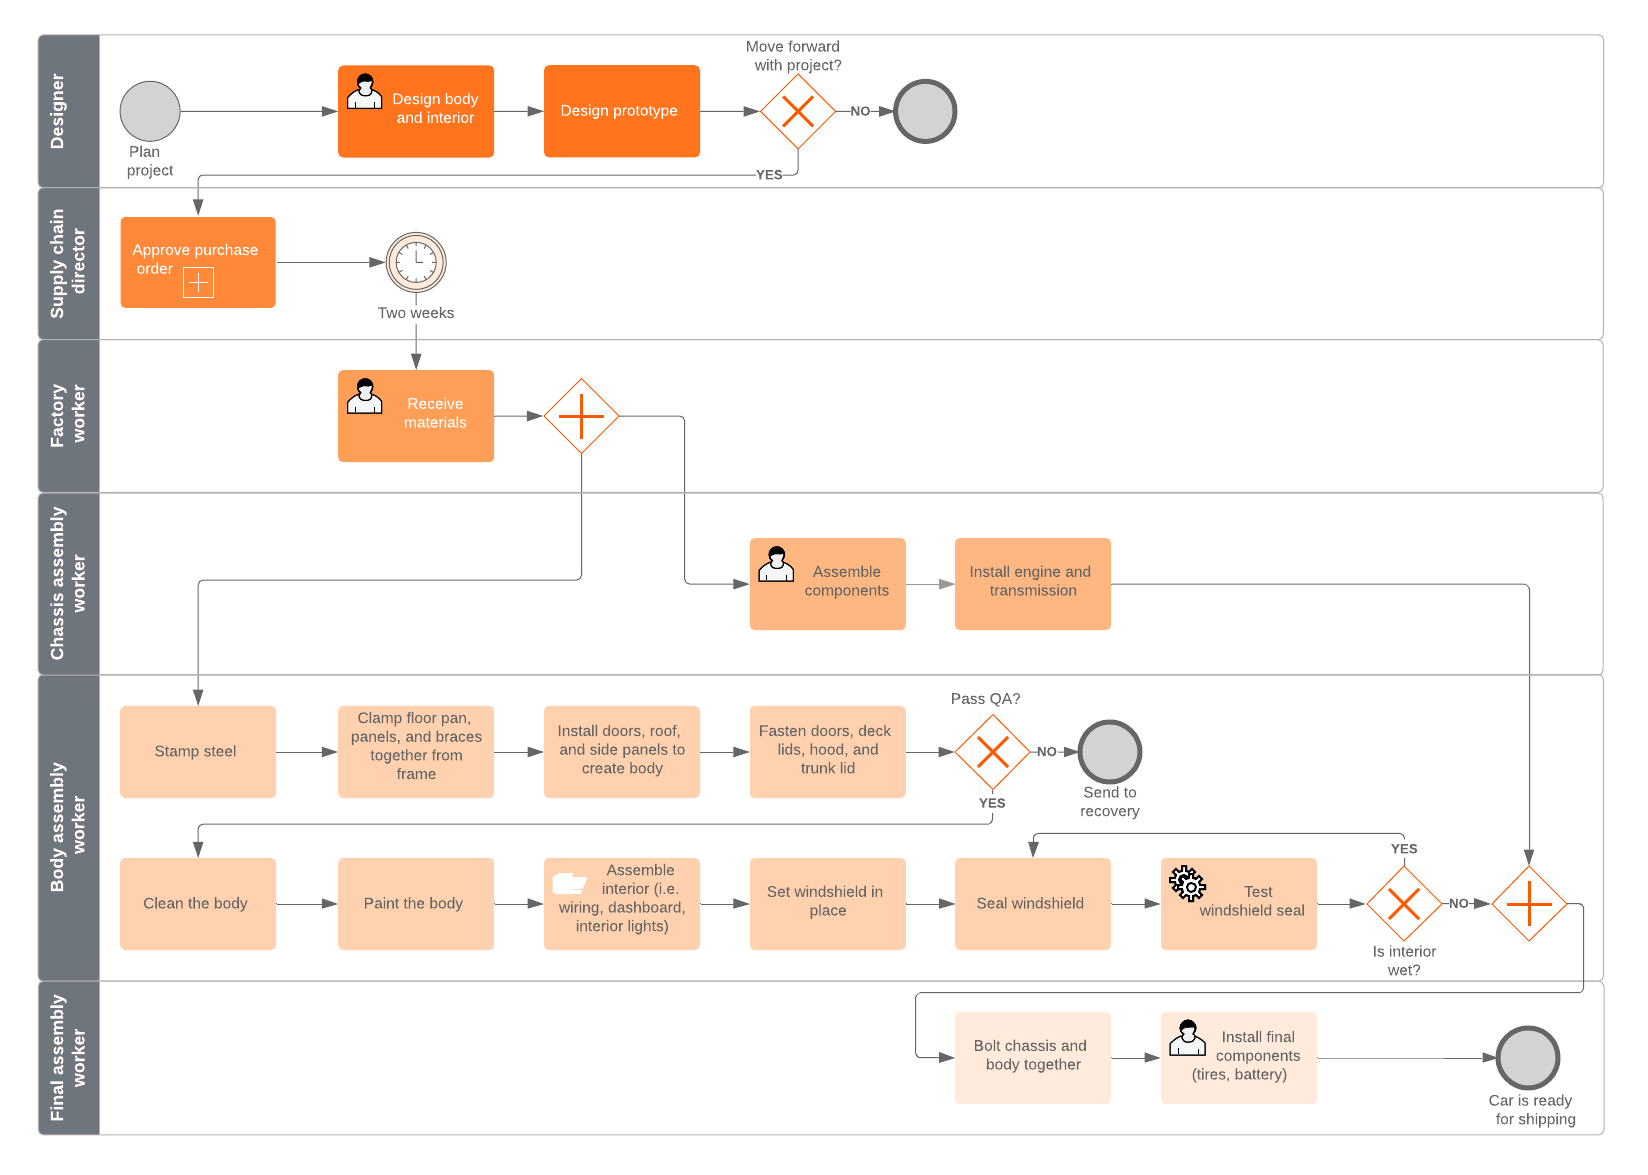 Designer
Plan
project
Design body
and interior
Design prototype
Move forward
with project?
NO
YES
Supply chain
director
Approve purchase
order
Two weeks
Factory
worker
Receive
materials
Chassis assembly
worker
Assemble
components
Install engine and
transmission
Body assembly
worker
Stamp steel
Clamp floor pan,
panels, and braces
together from
frame
Install doors, roof,
and side panels to
create body
Fasten doors, deck
lids, hood, and
trunk lid
Pass QA?
NO
Send to
recovery
YES
Clean the body
Paint the body
Assemble
interior (i.e.
wiring, dashboard,
interior lights)
Set windshield in
place
Seal windshield
Test
windshield seal
YES
Is interior
wet?
NO
Final assembly
worker
Bolt chassis and
body together
Install final
components
(tires, battery)
Car is ready
for shipping